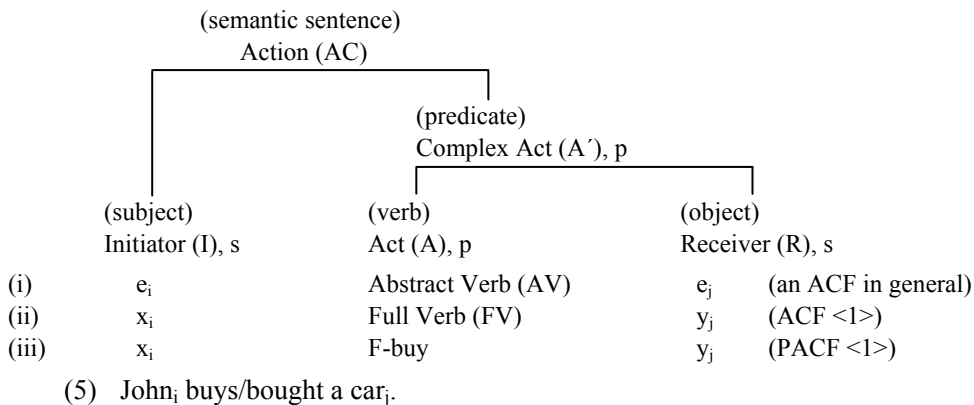 (semantic sentence)
Action (AC)
(predicate)
Complex Act (A´), p
(subject) (verb) (object)
Initiator (I), s Act (A), p Receiver (R), s
(i) eᵢ Abstract Verb (AV) eⱼ (an ACF in general)
(ii) xᵢ Full Verb (FV) yⱼ (ACF <1>)
(iii) xᵢ F-buy yⱼ (PACF <1>)
(5) Johnᵢ buys/bought a carⱼ.